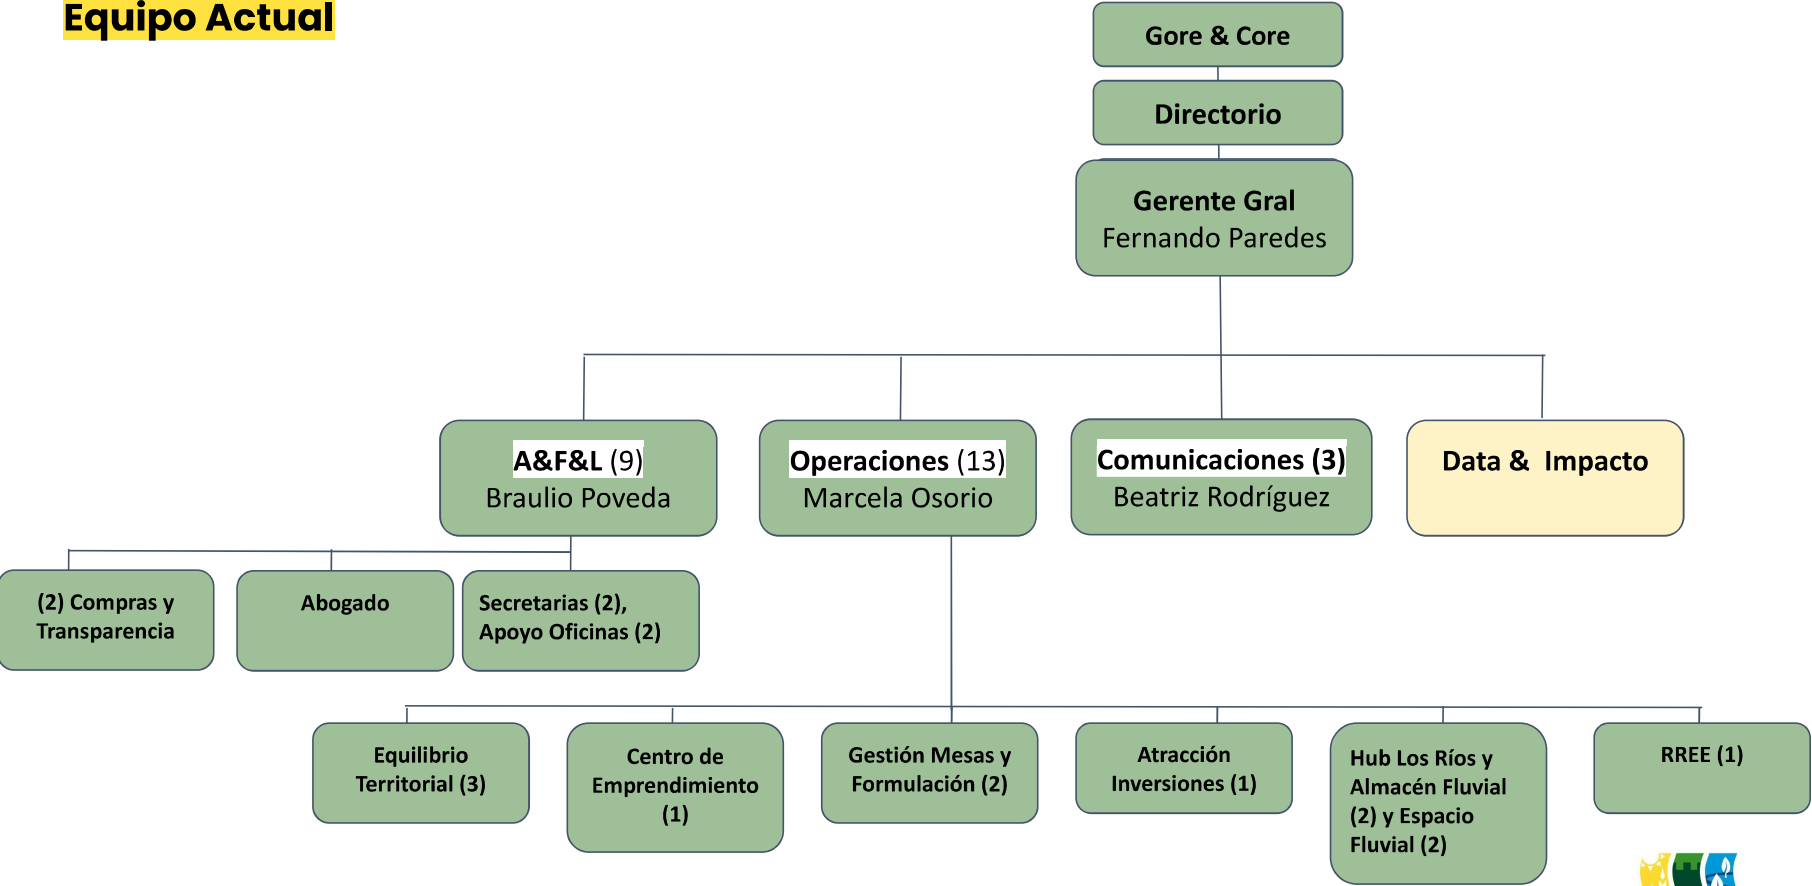 Equipo Actual
Gore & Core
Directorio
Gerente Gral
Fernando Paredes
A&F&L (9)
Braulio Poveda
Operaciones (13)
Marcela Osorio
Comunicaciones (3)
Beatriz Rodríguez
Data & Impacto
(2) Compras y
Transparencia
Abogado
Secretarias (2),
Apoyo Oficinas (2)
Equilibrio
Territorial (3)
Centro de
Emprendimiento
(1)
Gestión Mesas y
Formulación (2)
Atracción
Inversiones (1)
Hub Los Ríos y
Almacén Fluvial
(2) y Espacio
Fluvial (2)
RREE (1)